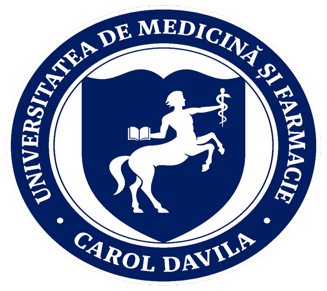 UNIVERSITATEA DE MEDICINĂ ȘI FARMACIE
CAROL DAVILA